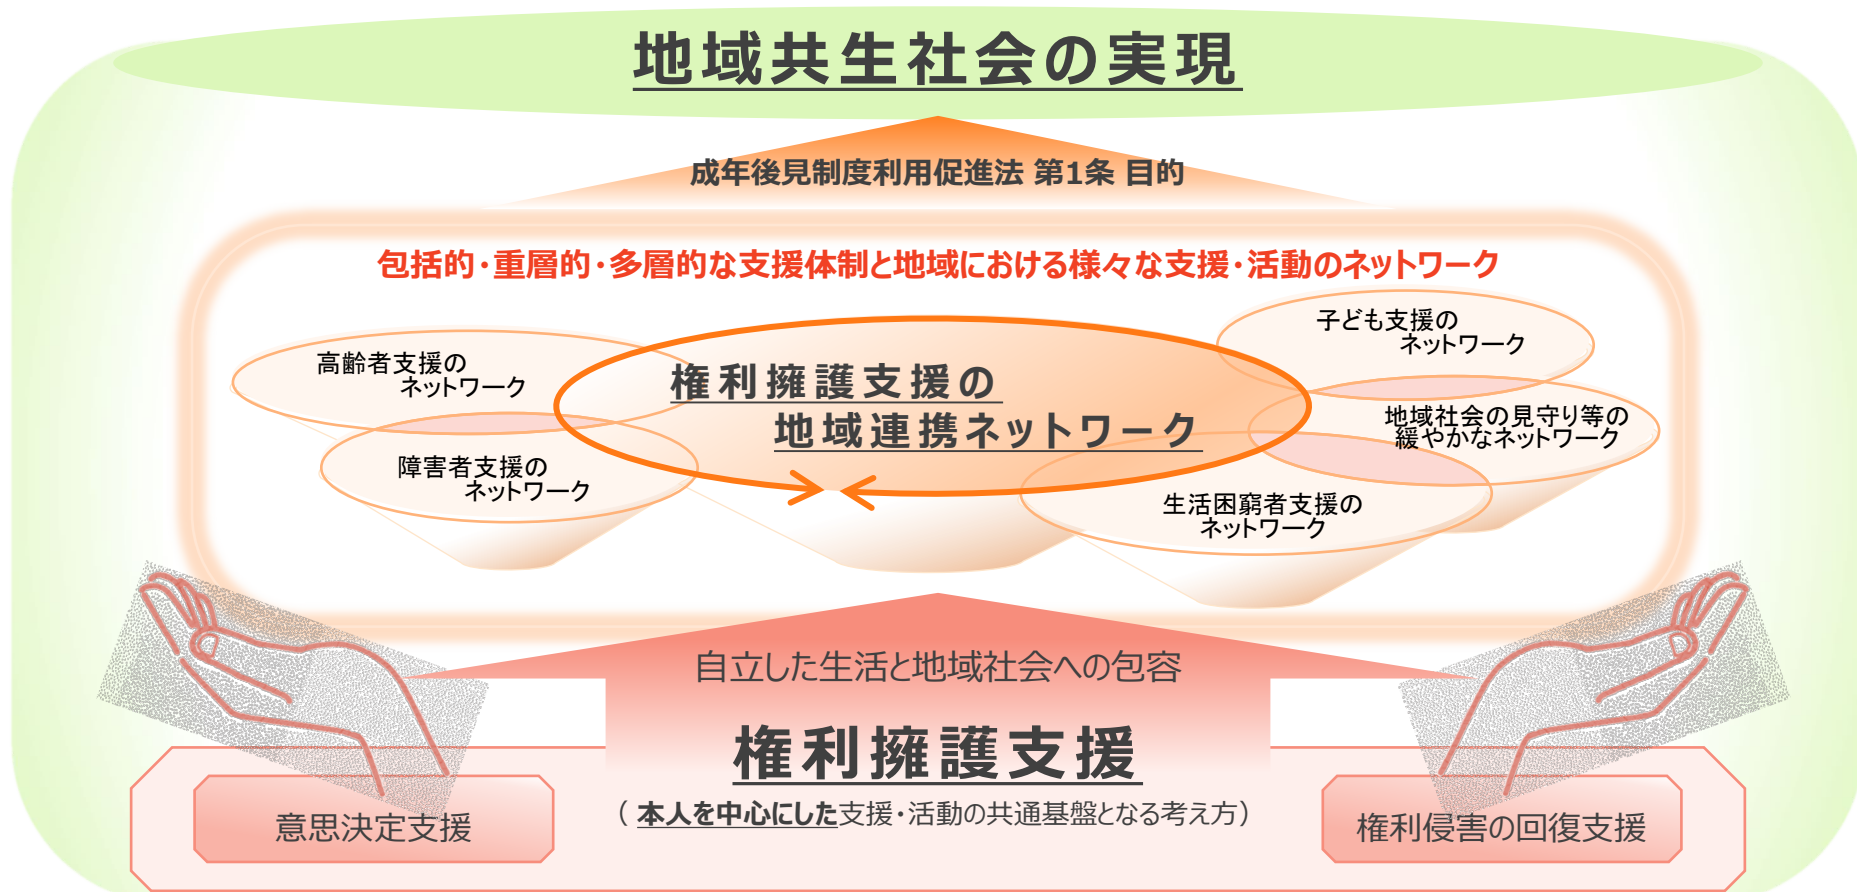 地域共生社会の実現
成年後見制度利用促進法 第1条 目的
包括的・重層的・多層的な支援体制と地域における様々な支援・活動のネットワーク
高齢者支援の
ネットワーク
障害者支援の
ネットワーク
権利擁護支援の
地域連携ネットワーク
子ども支援の
ネットワーク
地域社会の見守り等の
緩やかなネットワーク
生活困窮者支援の
ネットワーク
自立した生活と地域社会への包容
権利擁護支援
（ 本人を中心にした支援・活動の共通基盤となる考え方）
意思決定支援
権利侵害の回復支援